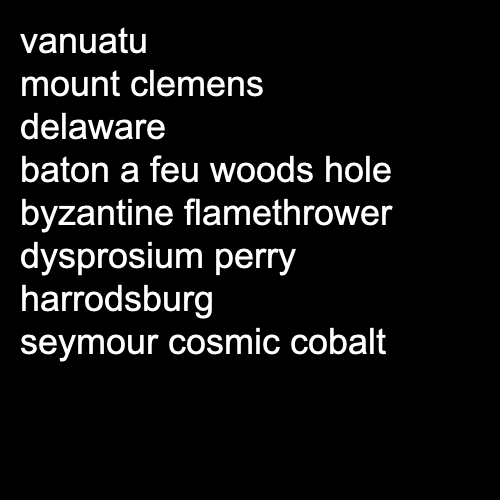 vanuatu
mount clemens
delaware
baton a feu woods hole
byzantine flamethrower
dysprosium perry
harrodsburg
seymour cosmic cobalt